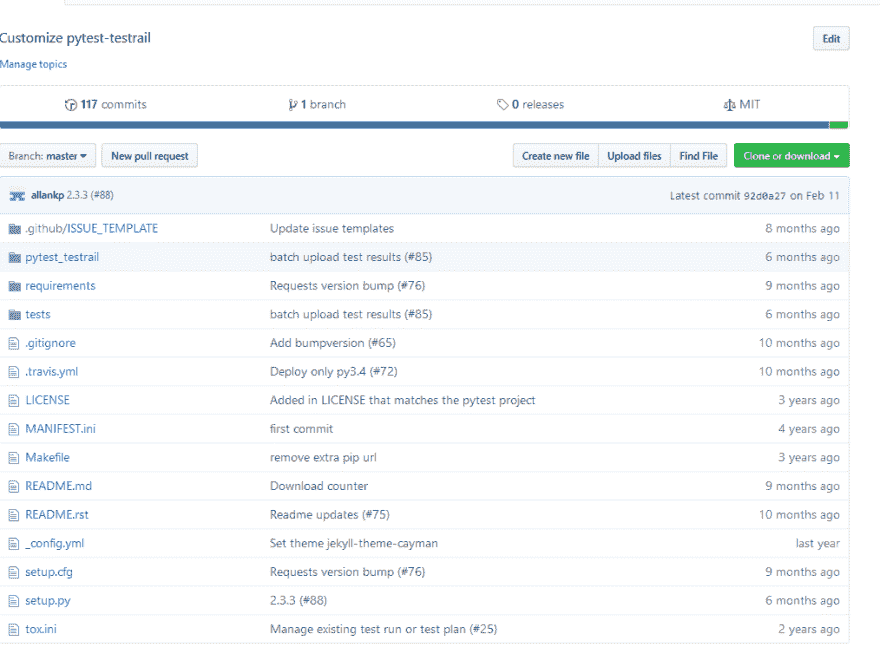 Customize pytest-testrail Edit
Manage topics
117 commits 1 branch 0 releases MIT
Branch: master New pull request Create new file Upload files Find File Clone or download
allankp 2.3.3 (#88) Latest commit 92d0a27 on Feb 11
.github/ISSUE_TEMPLATE Update issue templates 8 months ago
pytest_testrail batch upload test results (#85) 6 months ago
requirements Requests version bump (#76) 9 months ago
tests batch upload test results (#85) 6 months ago
.gitignore Add bumpversion (#65) 10 months ago
.travis.yml Deploy only py3.4 (#72) 10 months ago
LICENSE Added in LICENSE that matches the pytest project 3 years ago
MANIFEST.ini first commit 4 years ago
Makefile remove extra pip url 3 years ago
README.md Download counter 9 months ago
README.rst Readme updates (#75) 10 months ago
_config.yml Set theme jekyll-theme-cayman last year
setup.cfg Requests version bump (#76) 9 months ago
setup.py 2.3.3 (#88) 6 months ago
tox.ini Manage existing test run or test plan (#25) 2 years ago